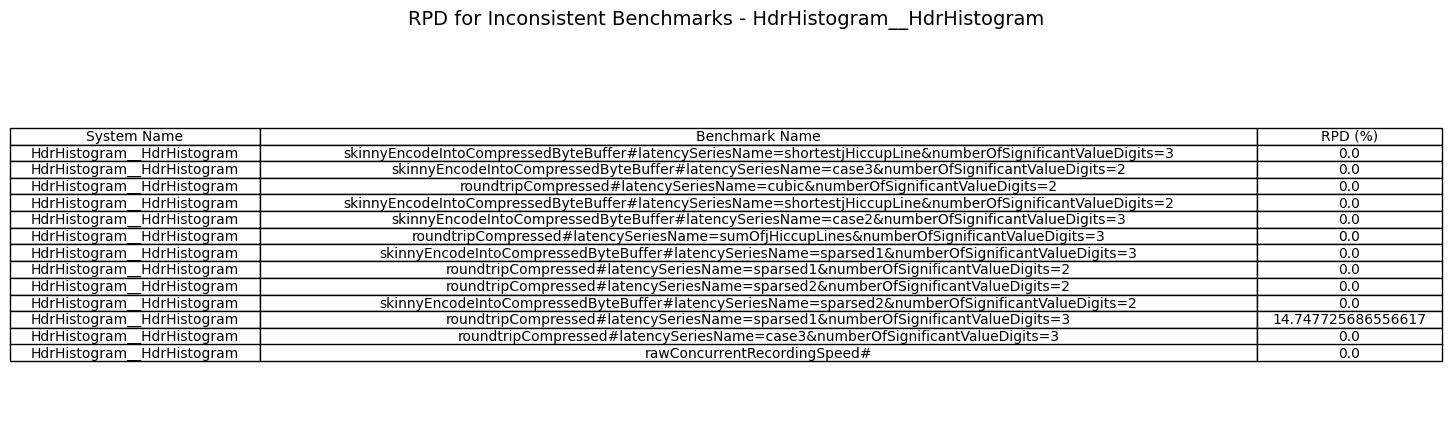 RPD for Inconsistent Benchmarks - HdrHistogram__HdrHistogram
System Name Benchmark Name RPD (%)
HdrHistogram__HdrHistogram skinnyEncodeIntoCompressedByteBuffer#latencySeriesName=shortestjHiccupLine&numberOfSignificantValueDigits=3 0.0
HdrHistogram__HdrHistogram skinnyEncodeIntoCompressedByteBuffer#latencySeriesName=case3&numberOfSignificantValueDigits=2 0.0
HdrHistogram__HdrHistogram roundtripCompressed#latencySeriesName=cubic&numberOfSignificantValueDigits=2 0.0
HdrHistogram__HdrHistogram skinnyEncodeIntoCompressedByteBuffer#latencySeriesName=shortestjHiccupLine&numberOfSignificantValueDigits=2 0.0
HdrHistogram__HdrHistogram skinnyEncodeIntoCompressedByteBuffer#latencySeriesName=case2&numberOfSignificantValueDigits=3 0.0
HdrHistogram__HdrHistogram roundtripCompressed#latencySeriesName=sumOfjHiccupLines&numberOfSignificantValueDigits=3 0.0
HdrHistogram__HdrHistogram skinnyEncodeIntoCompressedByteBuffer#latencySeriesName=sparsed1&numberOfSignificantValueDigits=3 0.0
HdrHistogram__HdrHistogram roundtripCompressed#latencySeriesName=sparsed1&numberOfSignificantValueDigits=2 0.0
HdrHistogram__HdrHistogram roundtripCompressed#latencySeriesName=sparsed2&numberOfSignificantValueDigits=2 0.0
HdrHistogram__HdrHistogram skinnyEncodeIntoCompressedByteBuffer#latencySeriesName=sparsed2&numberOfSignificantValueDigits=2 0.0
HdrHistogram__HdrHistogram roundtripCompressed#latencySeriesName=sparsed1&numberOfSignificantValueDigits=3 14.747725686556617
HdrHistogram__HdrHistogram roundtripCompressed#latencySeriesName=case3&numberOfSignificantValueDigits=3 0.0
HdrHistogram__HdrHistogram rawConcurrentRecordingSpeed# 0.0